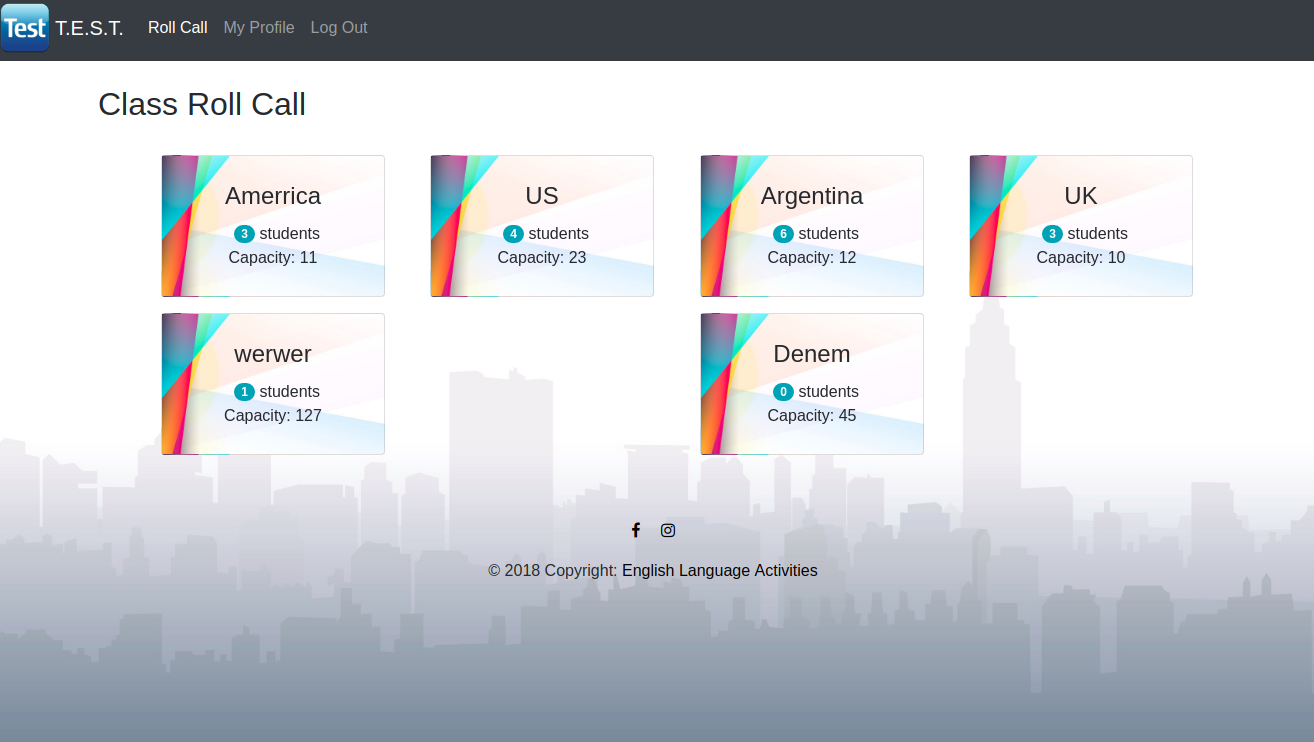 Test T.E.S.T. Roll Call My Profile Log Out
Class Roll Call
Amerrica
3 students
Capacity: 11
US
4 students
Capacity: 23
Argentina
6 students
Capacity: 12
UK
3 students
Capacity: 10
werwer
1 students
Capacity: 127
Denem
0 students
Capacity: 45
© 2018 Copyright: English Language Activities